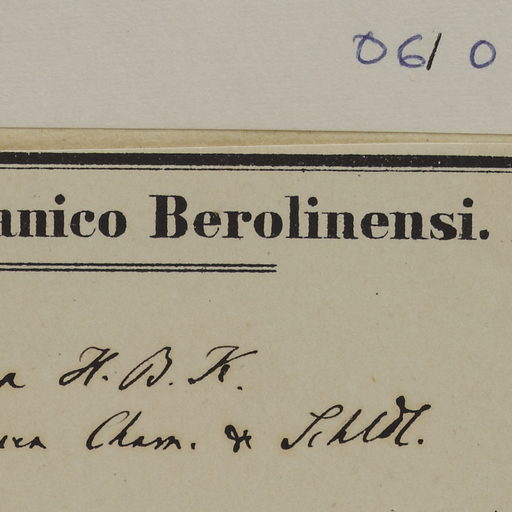 061 0
anico Berolinensi.
a H. B. K.
Cham. & Schldl.